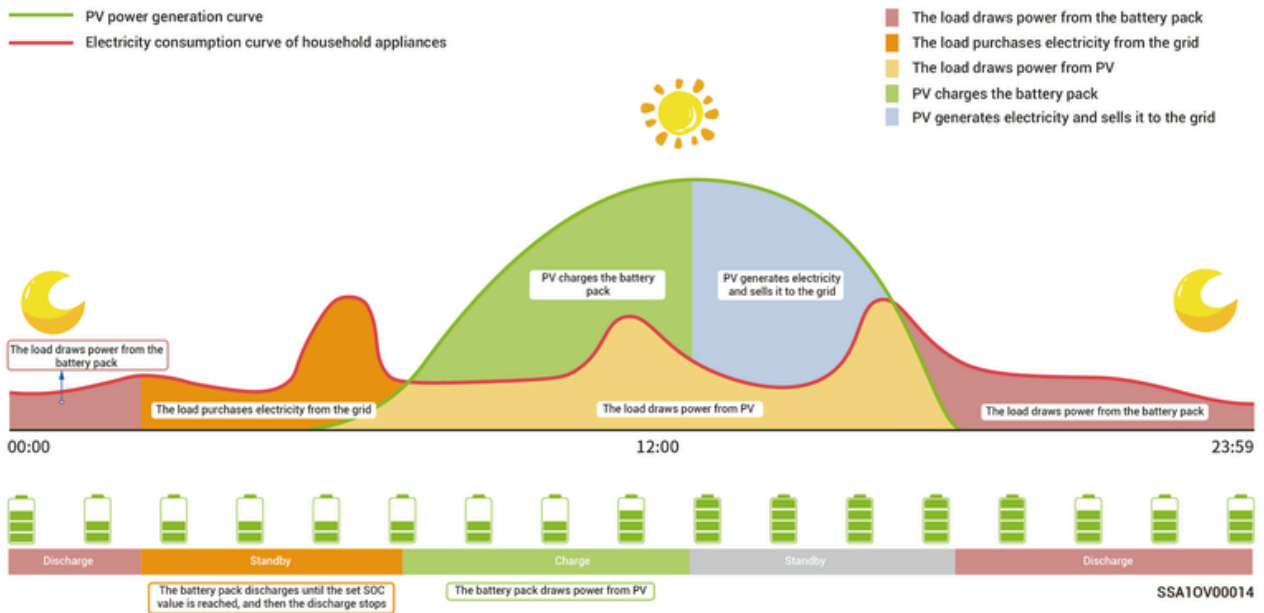 PV power generation curve
Electricity consumption curve of household appliances
The load draws power from the battery pack
The load purchases electricity from the grid
The load draws power from PV
PV charges the battery pack
PV generates electricity and sells it to the grid
PV charges the battery
pack
PV generates electricity
and sells it to the grid
The load draws power from the
battery pack
The load purchases electricity from the grid
The load draws power from PV
The load draws power from the battery pack
00:00
12:00
23:59
Discharge
Standby
Charge
Standby
Discharge
The battery pack discharges until the set SOC
value is reached, and then the discharge stops
The battery pack draws power from PV
SSA1OV00014